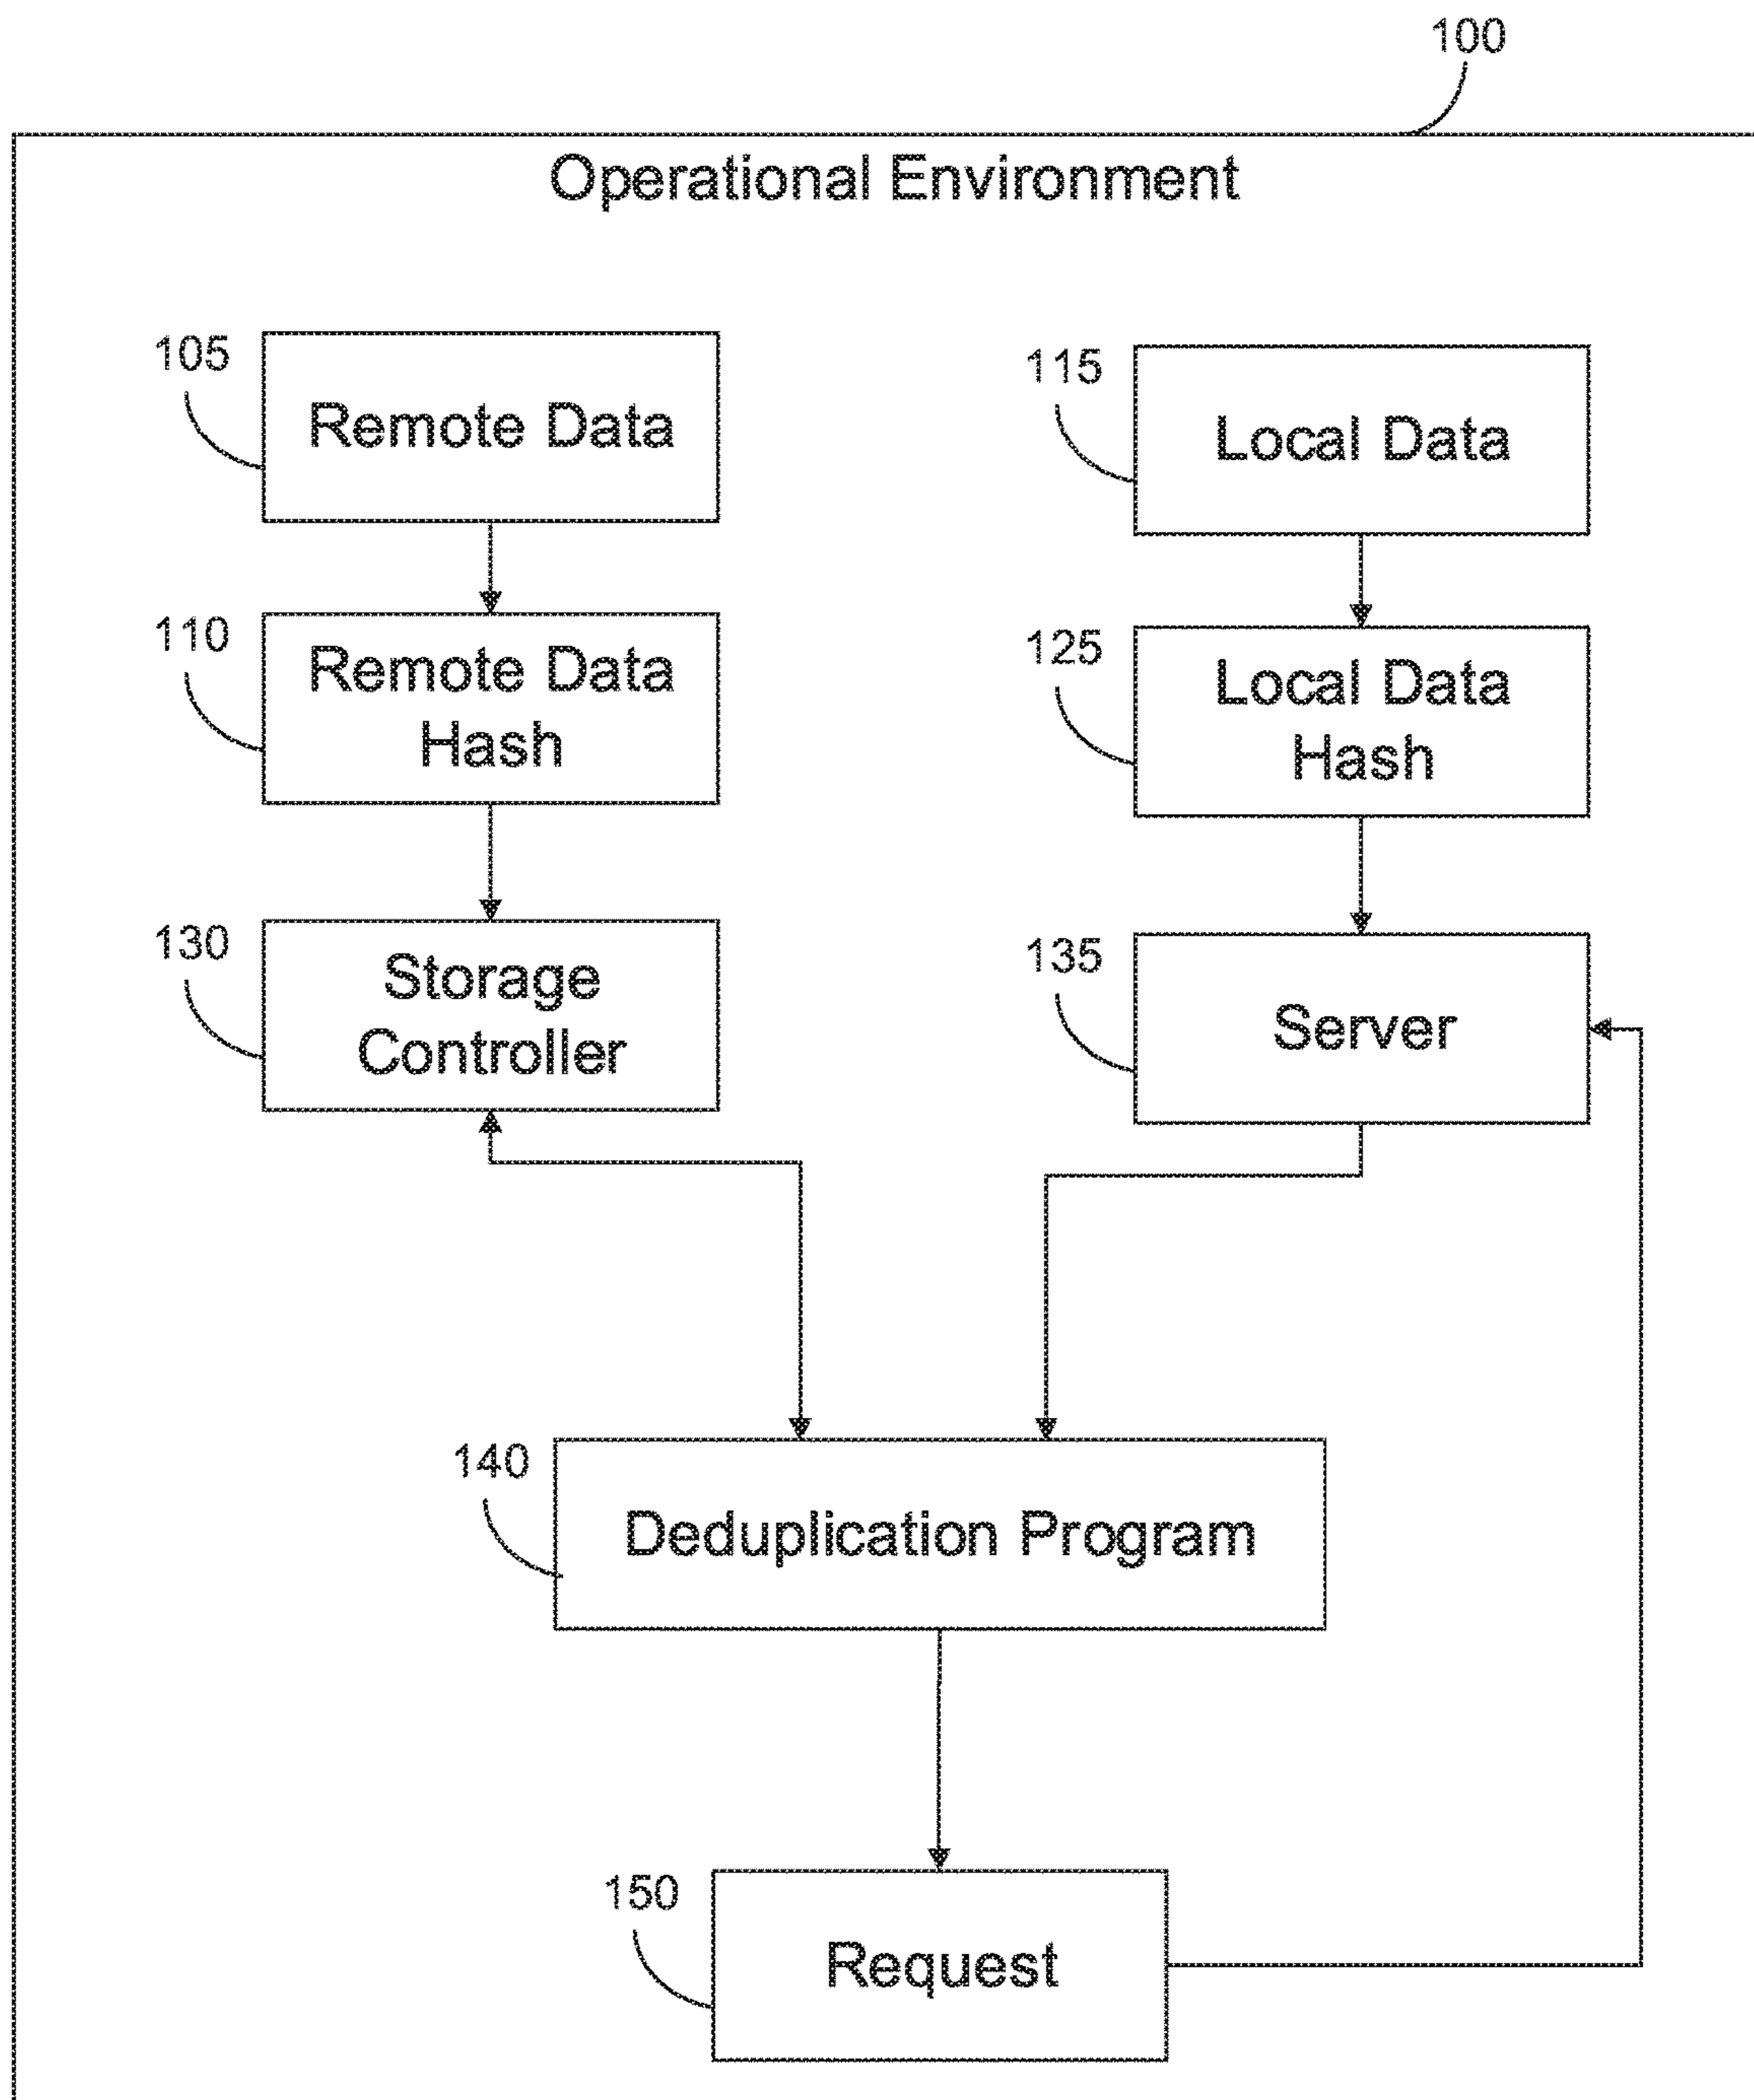 100
Operational Environment
105
Remote Data
115
Local Data
110
Remote Data
Hash
125
Local Data
Hash
130
Storage
Controller
135
Server
140
Deduplication Program
150
Request